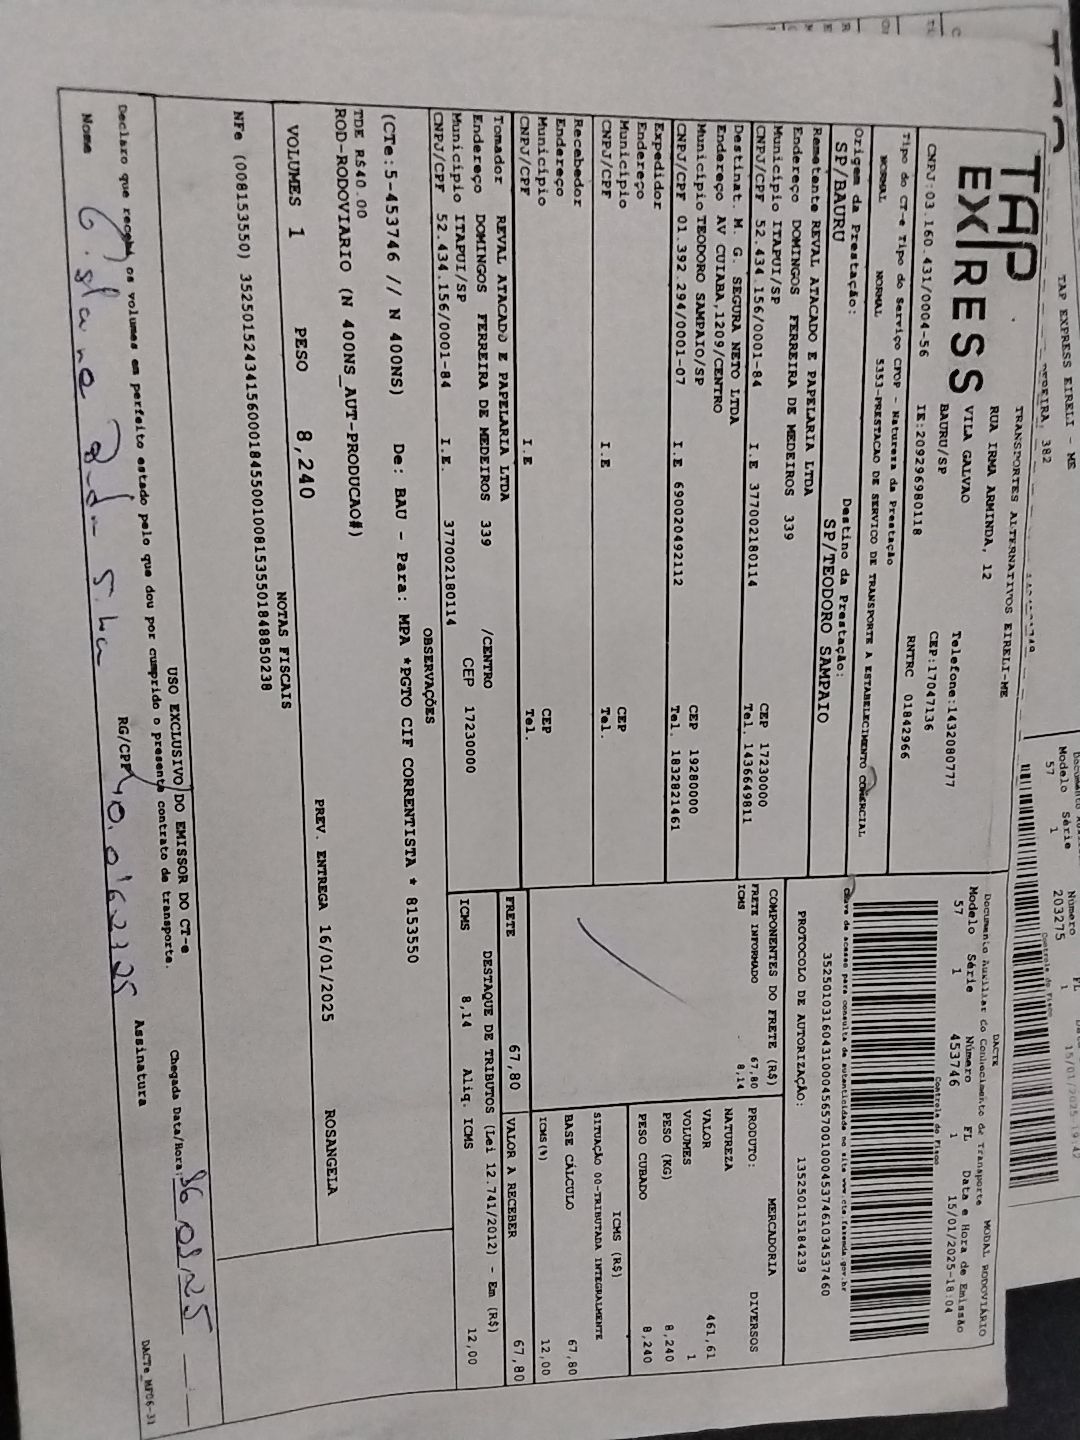 TAP EXPRESS EIRELI - ME
382
Modelo Série Número FL
57 1 203275 1 15/01/2025 19:42
Controle do Fisco
TAP
EXPRESS
TRANSPORTES ALTERNATIVOS EIRELI-ME
RUA IRMA ARMINDA, 12
VILA GALVAO
BAURU/SP
Telefone:1432080777
CEP:17047136
CNPJ:03.160.431/0004-56 IE:209296980118 RNTRC 01842966
DACTE
Documento Auxiliar do Conhecimento de Transporte MODAL RODOVIÁRIO
Modelo Série Número FL Data e Hora de Emissão
57 1 453746 1 15/01/2025-18:04
Controle do Fisco
Tipo do CT-e Tipo do Serviço CFOP - Natureza da Prestação
NORMAL NORMAL 5353-PRESTACAO DE SERVICO DE TRANSPORTE A ESTABELECIMENTO COMERCIAL
Chave de acesso para consulta de autenticidade no site www.cte.fazenda.gov.br
35250103160431000456570010004537461034537460
PROTOCOLO DE AUTORIZAÇÃO: 135250115184239
Origem da Prestação: Destino da Prestação:
SP/BAURU SP/TEODORO SAMPAIO
Remetente REVAL ATACADO E PAPELARIA LTDA
Endereço DOMINGOS FERREIRA DE MEDEIROS 339
Município ITAPUI/SP CEP 17230000
CNPJ/CPF 52.434.156/0001-84 I.E 377002180114 Tel. 1436649811
Destinat. M. G. SEGURA NETO LTDA
Endereço AV CUIABA,1209/CENTRO
Município TEODORO SAMPAIO/SP CEP 19280000
CNPJ/CPF 01.392.294/0001-07 I.E 690020492112 Tel. 1832821461
Expedidor
Endereço
Município CEP
CNPJ/CPF I.E Tel.
Recebedor
Endereço
Município CEP
CNPJ/CPF I.E Tel.
Tomador REVAL ATACADO E PAPELARIA LTDA
Endereço DOMINGOS FERREIRA DE MEDEIROS 339 /CENTRO
Município ITAPUI/SP CEP 17230000
CNPJ/CPF 52.434.156/0001-84 I.E. 377002180114
COMPONENTES DO FRETE (R$)
FRETE INFORMADO 67,80
ICMS 8,14
PRODUTO: MERCADORIA
NATUREZA DIVERSOS
VALOR 461,61
VOLUMES 1
PESO (KG) 8,240
PESO CUBADO 8,240
ICMS (R$)
SITUAÇÃO 00-TRIBUTADA INTEGRALMENTE
BASE CÁLCULO 67,80
ICMS (%) 12,00
FRETE 67,80 VALOR A RECEBER 67,80
DESTAQUE DE TRIBUTOS (Lei 12.741/2012) - Em (R$)
ICMS 8,14 Aliq. ICMS 12,00
OBSERVAÇÕES
(CTe:5-453746 // N 400NS) De: BAU - Para: MPA *PGTO CIF CORRENTISTA * 8153550
TDE R$40.00
ROD-RODOVIARIO (N 400NS_AUT-PRODUCAO#)
VOLUMES 1 PESO 8,240 PREV. ENTREGA 16/01/2025 ROSANGELA
NOTAS FISCAIS
NFe (008153550) 35250152434156000184550010081535501848850238
USO EXCLUSIVO DO EMISSOR DO CT-e
Declaro que recebi os volumes em perfeito estado pelo que dou por cumprido o presente contrato de transporte.
Chegada Data/Hora:
Nome RG/CPF Assinatura
DACTe_MF06-31